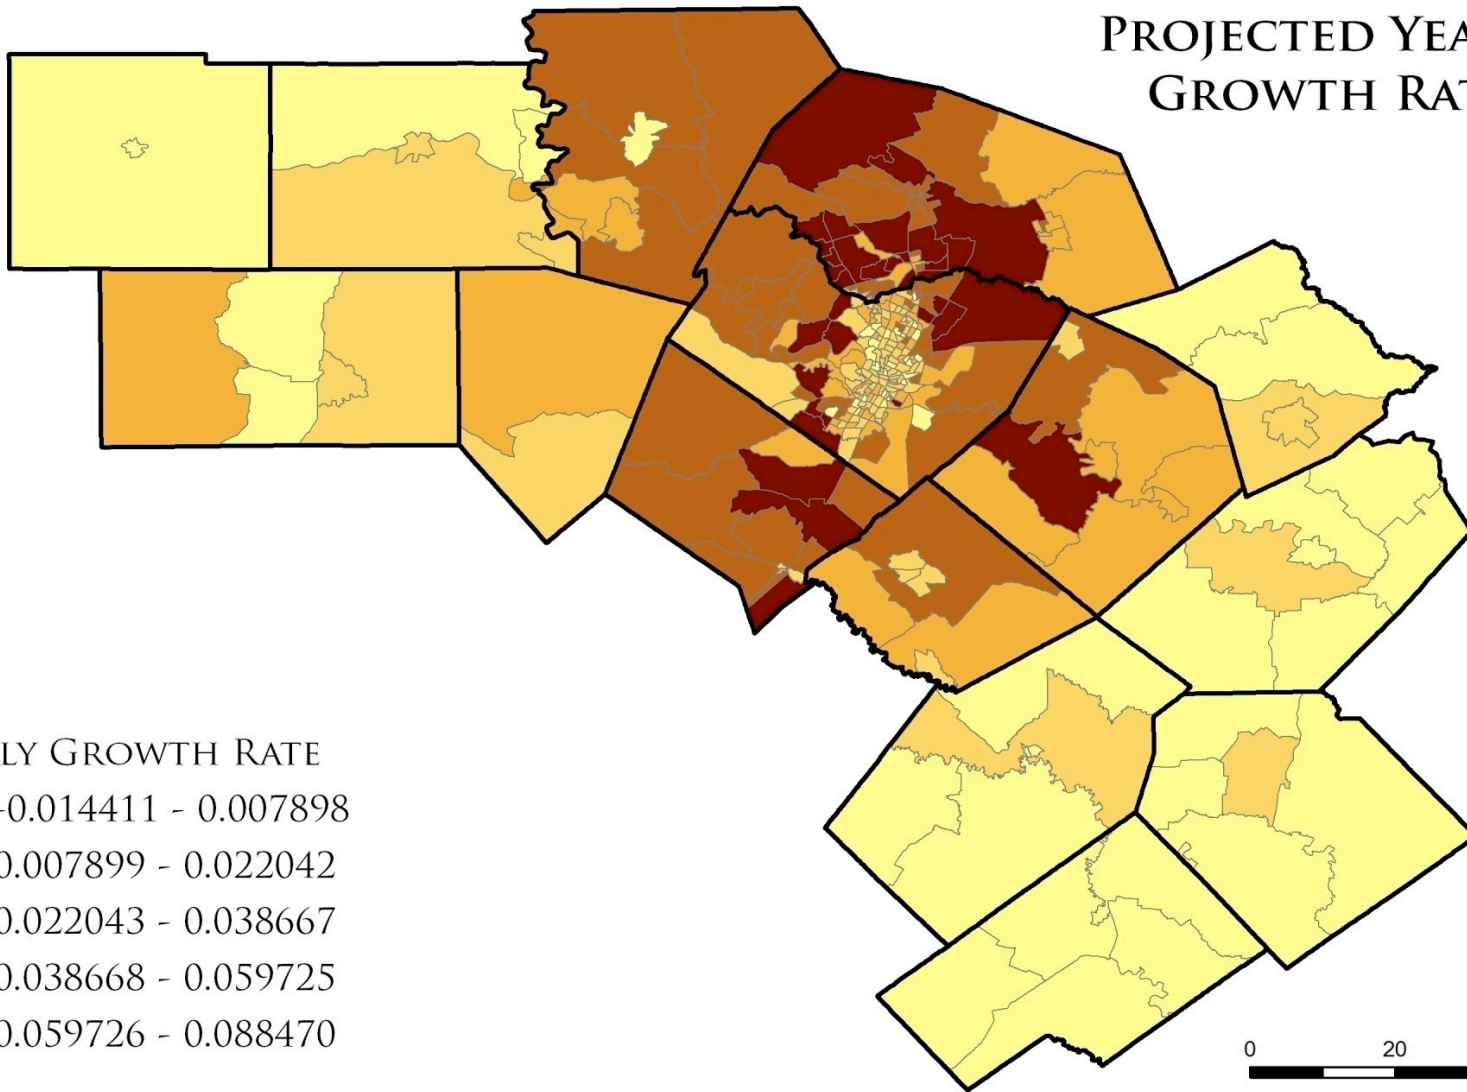 PROJECTED YEA
GROWTH RAT
LY GROWTH RATE
-0.014411 - 0.007898
0.007899 - 0.022042
0.022043 - 0.038667
0.038668 - 0.059725
0.059726 - 0.088470
0 20